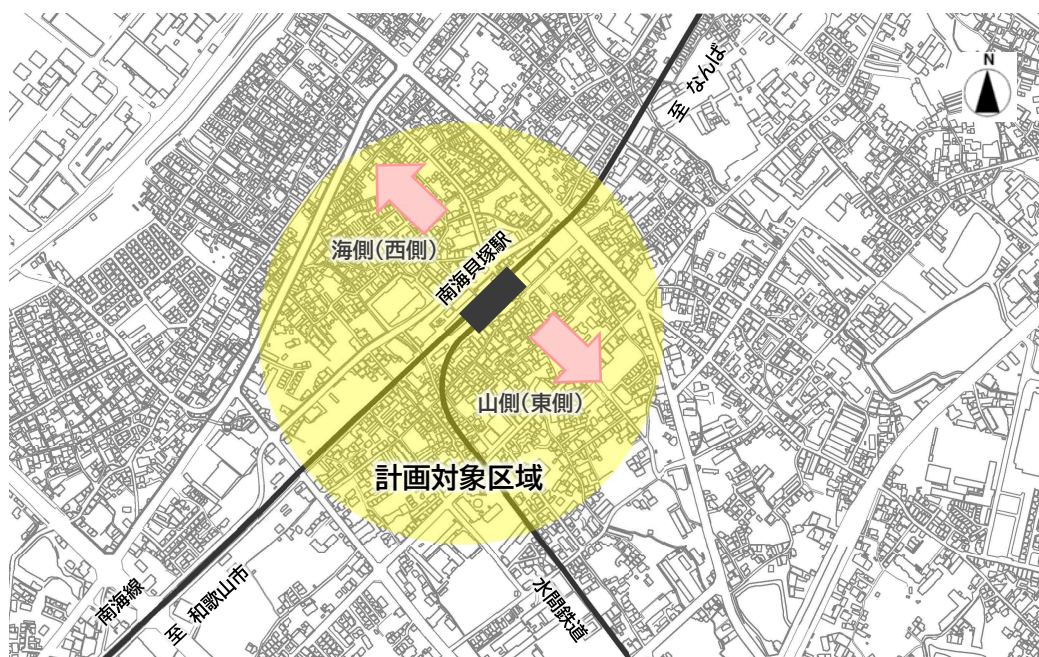 N
至 なんば
海側(西側)
南海貝塚駅
山側(東側)
計画対象区域
南海線
至 和歌山市
水間鉄道